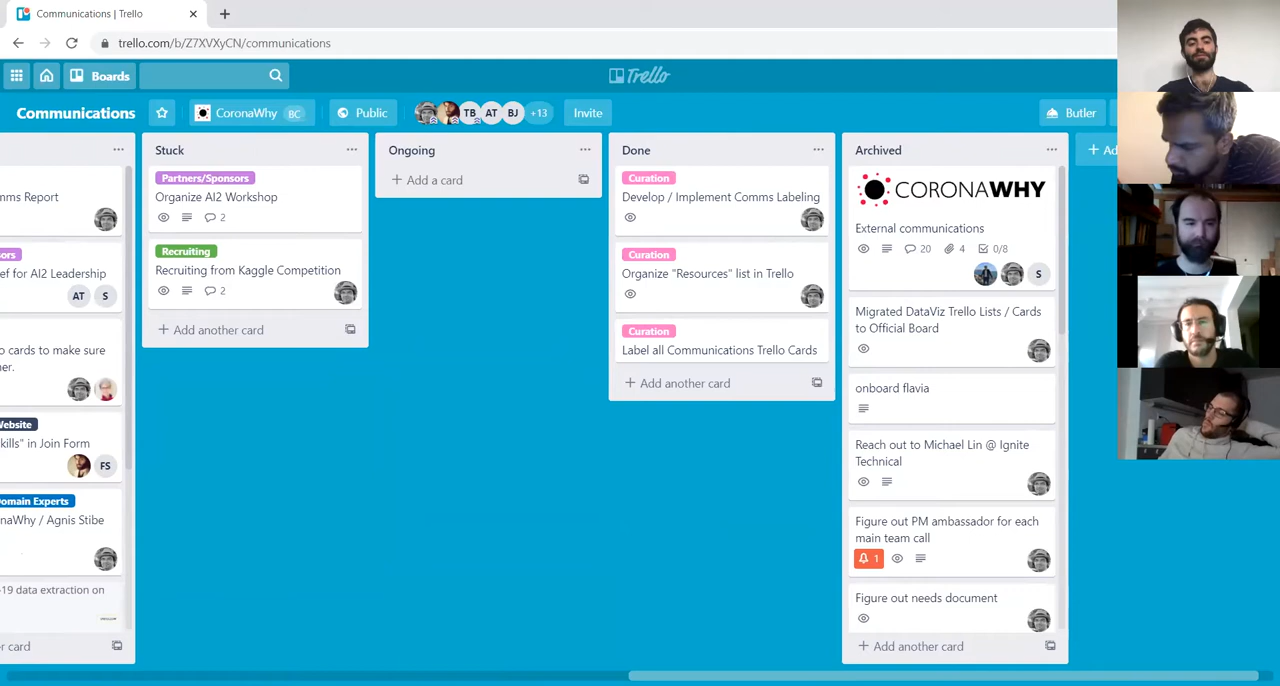 Communications | Trello
trello.com/b/Z7XVXyCN/communications
Boards
Trello
Communications
CoronaWhy BC
Public
TB AT BJ +13
Invite
Butler
+ Ad
mms Report
sors
ef for AI2 Leadership
AT S
o cards to make sure
ner.
Website
kills" in Join Form
FS
Domain Experts
naWhy / Agnis Stibe
-19 data extraction on
er card
Stuck
Partners/Sponsors
Organize AI2 Workshop
2
Recruiting
Recruiting from Kaggle Competition
2
+ Add another card
Ongoing
+ Add a card
Done
Curation
Develop / Implement Comms Labeling
Curation
Organize "Resources" list in Trello
Curation
Label all Communications Trello Cards
+ Add another card
Archived
CORONAWHY
External communications
20 4 0/8
S
Migrated DataViz Trello Lists / Cards
to Official Board
onboard flavia
Reach out to Michael Lin @ Ignite
Technical
Figure out PM ambassador for each
main team call
1
Figure out needs document
+ Add another card